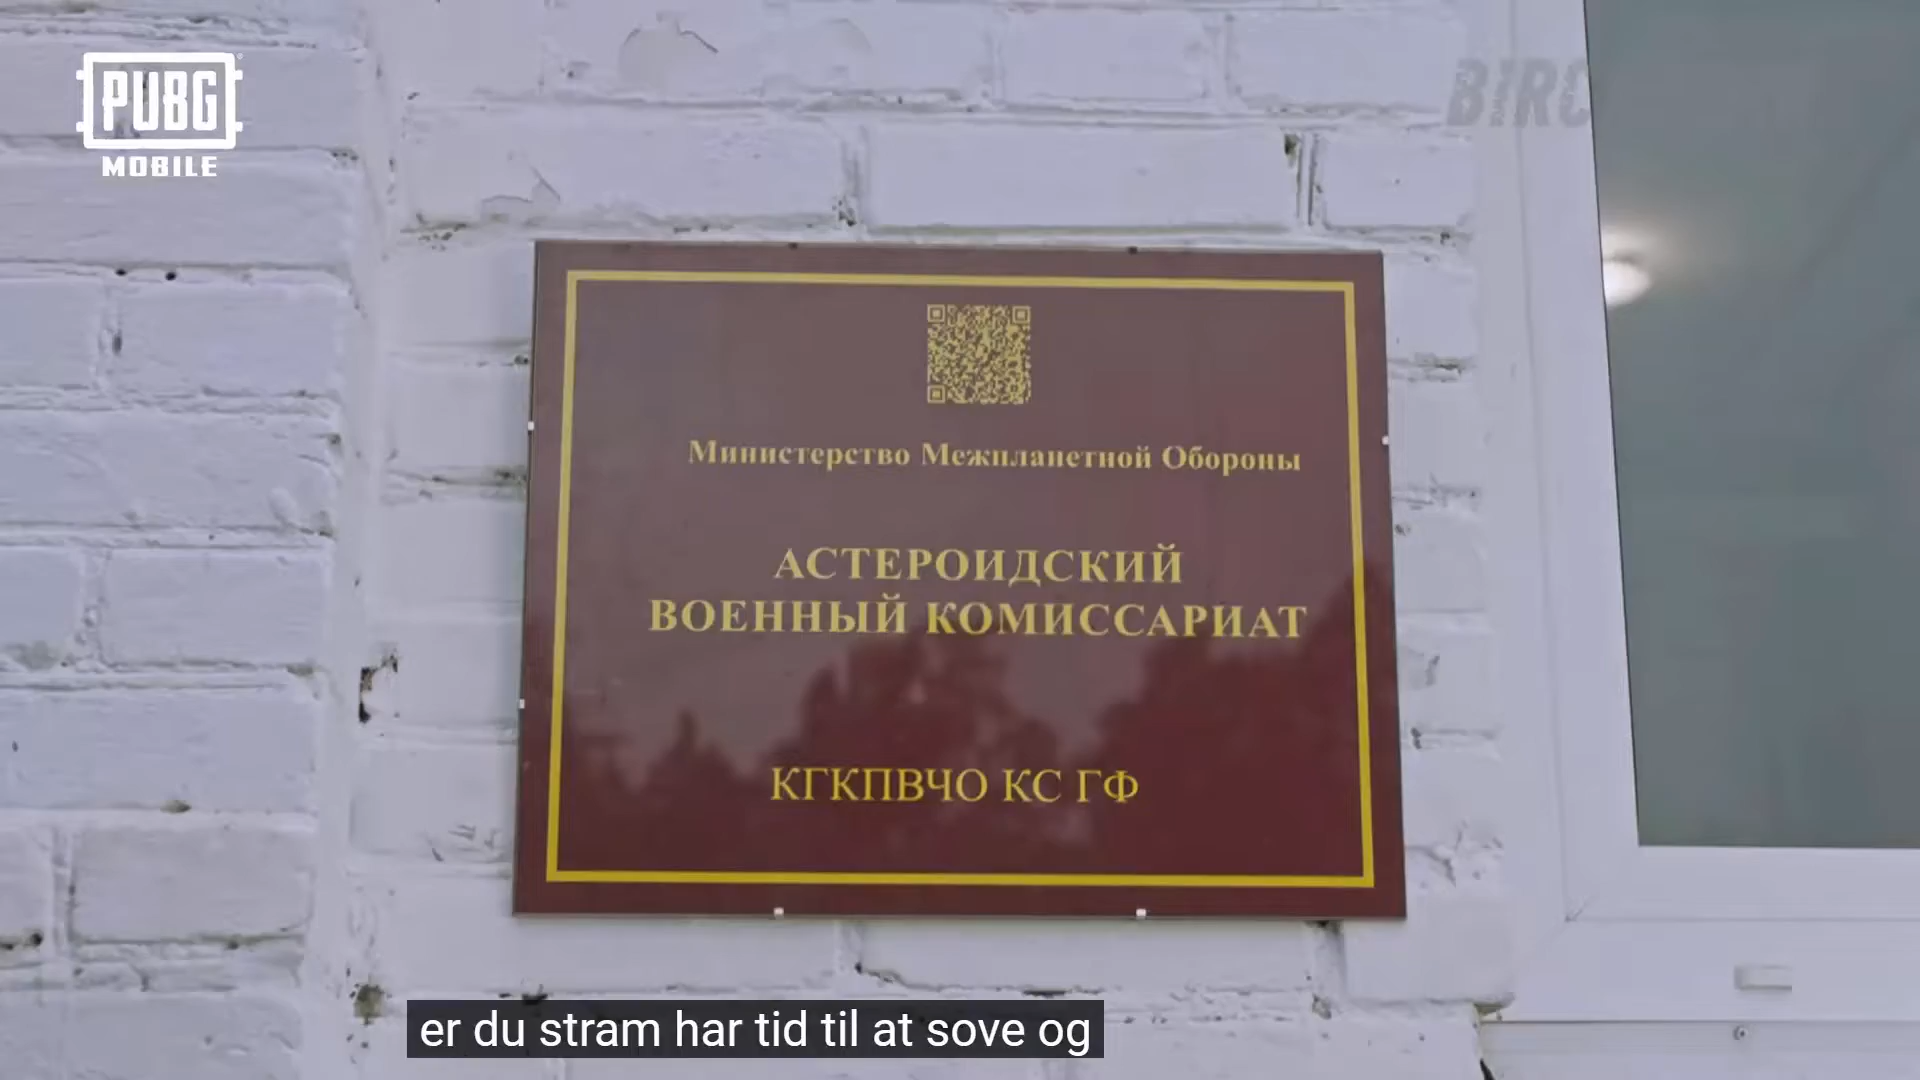 PUBG
MOBILE
BIRC
Министерство Межпланетной Обороны
АСТЕРОИДСКИЙ
ВОЕННЫЙ КОМИССАРИАТ
КГКПВЧО КС ГФ
er du stram har tid til at sove og